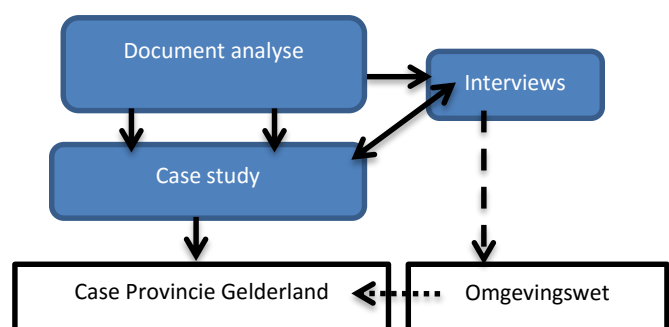 Document analyse
Interviews
Case study
Case Provincie Gelderland
Omgevingswet